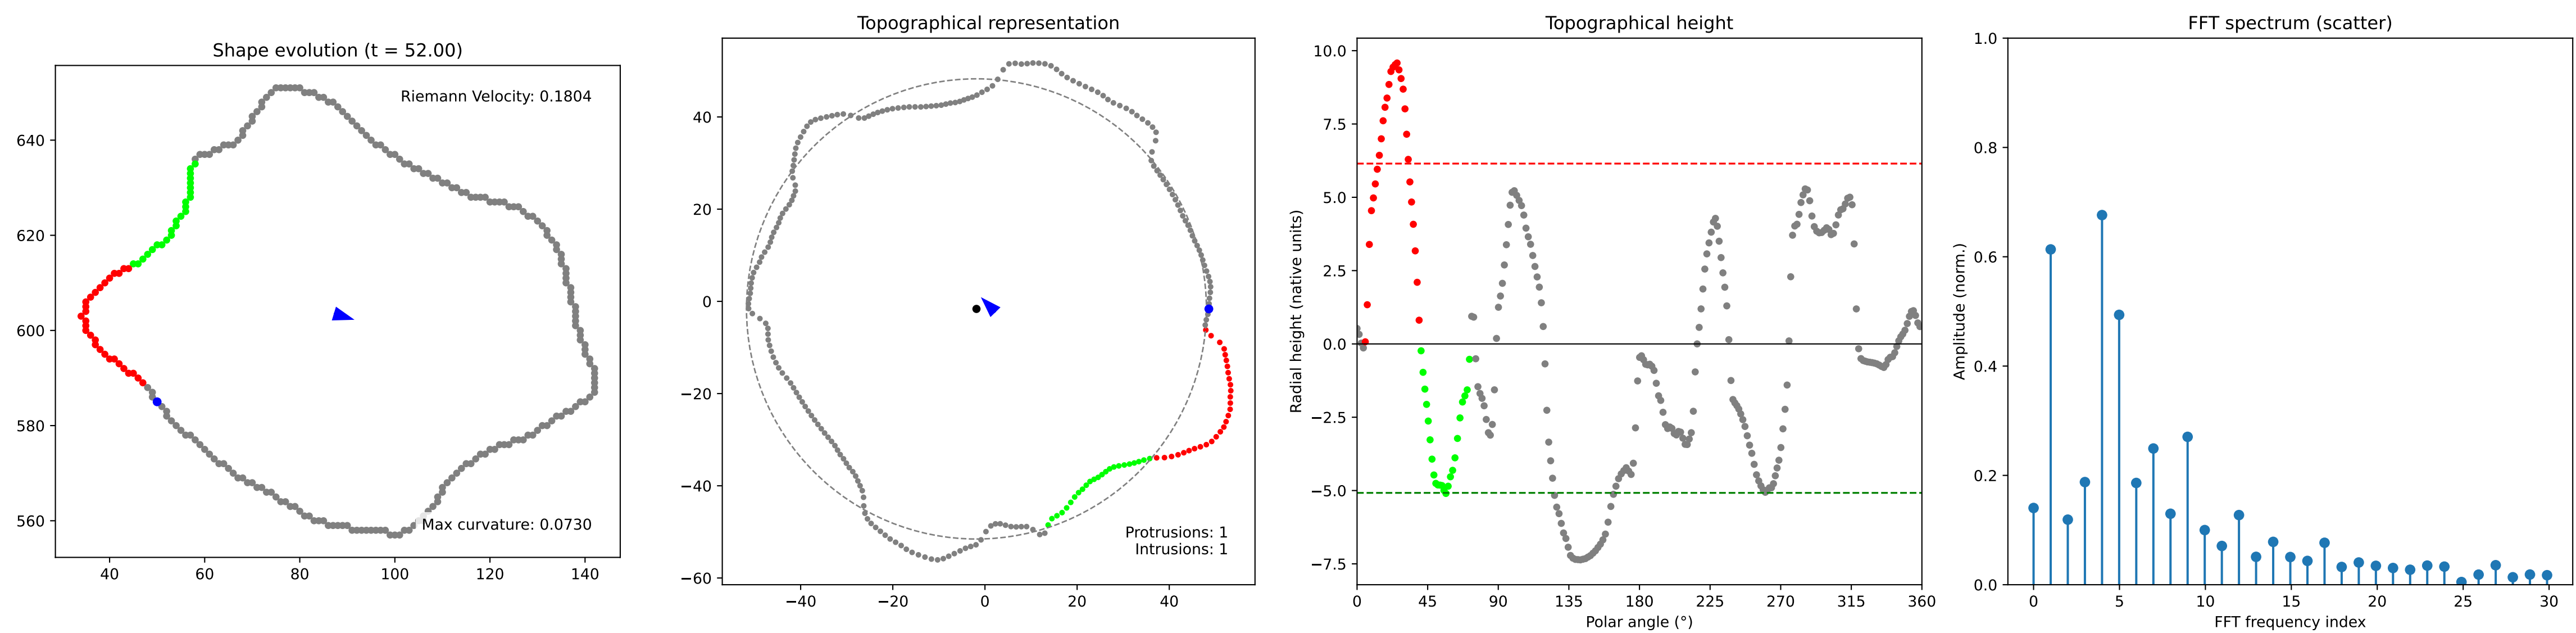 Shape evolution (t = 52.00)
Riemann Velocity: 0.1804
640
620
600
580
560
Max curvature: 0.0730
40 60 80 100 120 140
Topographical representation
40
20
0
−20
−40
−60
Protrusions: 1
Intrusions: 1
−40 −20 0 20 40
Topographical height
Radial height (native units)
10.0
7.5
5.0
2.5
0.0
−2.5
−5.0
−7.5
0 45 90 135 180 225 270 315 360
Polar angle (°)
FFT spectrum (scatter)
Amplitude (norm.)
1.0
0.8
0.6
0.4
0.2
0.0
0 5 10 15 20 25 30
FFT frequency index